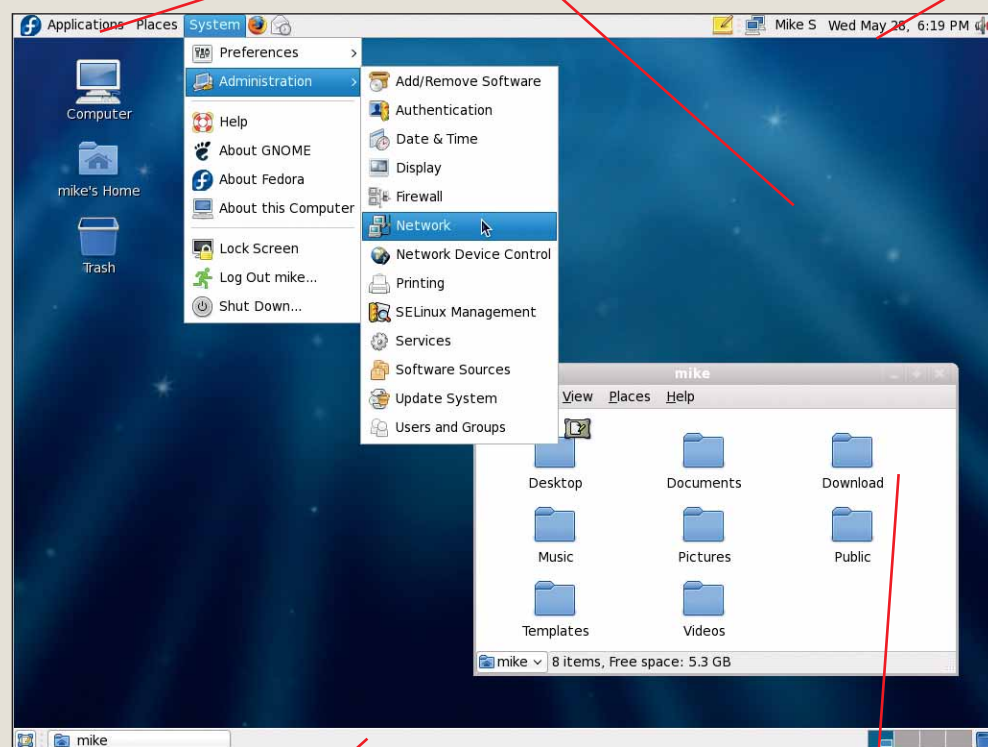 Applications Places System
Mike S Wed May 28, 6:19 PM
Computer
mike's Home
Trash
Preferences
Administration
Help
About GNOME
About Fedora
About this Computer
Lock Screen
Log Out mike...
Shut Down...
Add/Remove Software
Authentication
Date & Time
Display
Firewall
Network
Network Device Control
Printing
SELinux Management
Services
Software Sources
Update System
Users and Groups
mike
View Places Help
Desktop
Documents
Download
Music
Pictures
Public
Templates
Videos
mike
8 items, Free space: 5.3 GB
mike